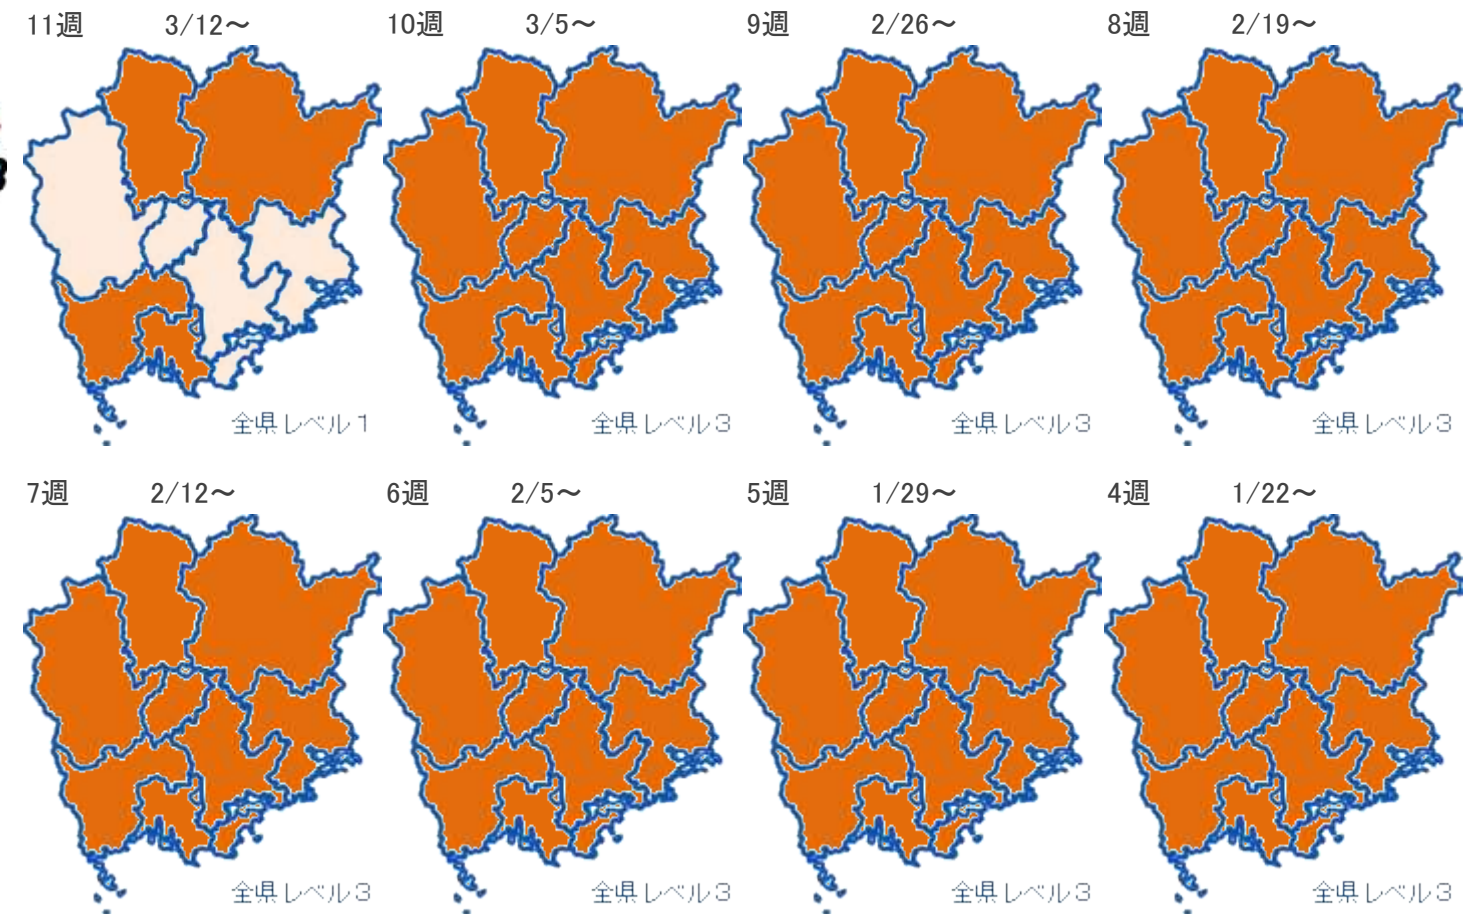 11週 3/12～
10週 3/5～
9週 2/26～
8週 2/19～
全県レベル１
全県レベル３
全県レベル３
全県レベル３
7週 2/12～
6週 2/5～
5週 1/29～
4週 1/22～
全県レベル３
全県レベル３
全県レベル３
全県レベル３